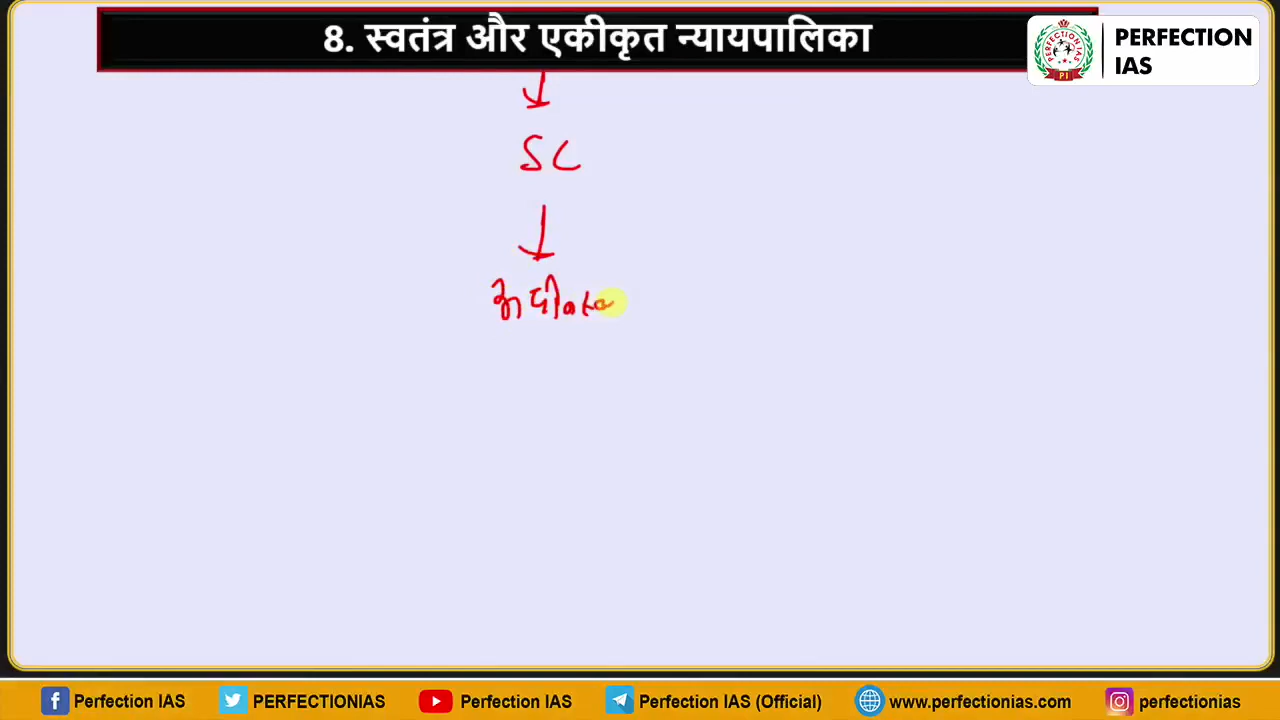 8. स्वतंत्र और एकीकृत न्यायपालिका
PERFECTION
IAS
SC
Perfection IAS
PERFECTIONIAS
Perfection IAS
Perfection IAS (Official)
www.perfectionias.com
perfectionias